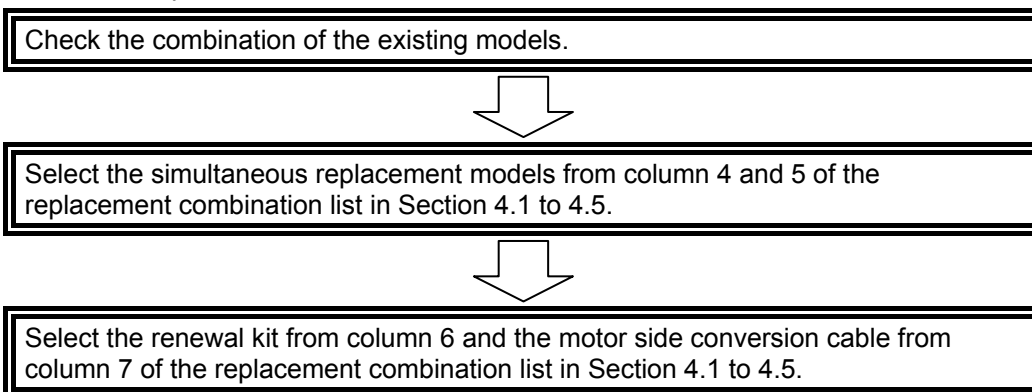 Check the combination of the existing models.
Select the simultaneous replacement models from column 4 and 5 of the
replacement combination list in Section 4.1 to 4.5.
Select the renewal kit from column 6 and the motor side conversion cable from
column 7 of the replacement combination list in Section 4.1 to 4.5.